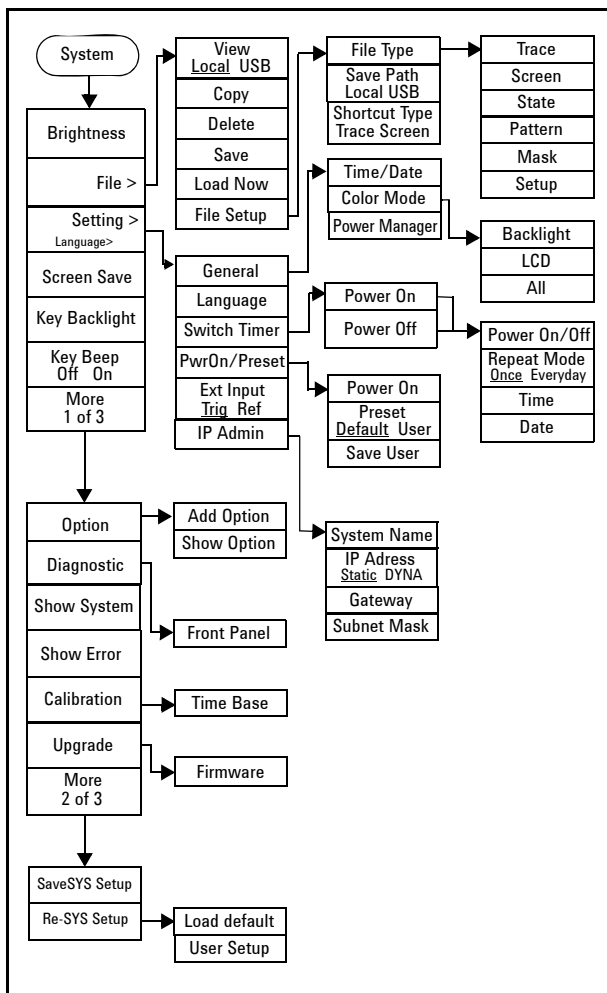 System
Brightness
File >
Setting >
Language>
Screen Save
Key Backlight
Key Beep
Off On
More
1 of 3
View
Local USB
Copy
Delete
Save
Load Now
File Setup
File Type
Save Path
Local USB
Shortcut Type
Trace Screen
Trace
Screen
State
Pattern
Mask
Setup
General
Language
Switch Timer
PwrOn/Preset
Ext Input
Trig Ref
IP Admin
Time/Date
Color Mode
Power Manager
Backlight
LCD
All
Power On
Power Off
Power On/Off
Repeat Mode
Once Everyday
Time
Date
Power On
Preset
Default User
Save User
System Name
IP Adress
Static DYNA
Gateway
Subnet Mask
Option
Diagnostic
Show System
Show Error
Calibration
Upgrade
More
2 of 3
Add Option
Show Option
Front Panel
Time Base
Firmware
SaveSYS Setup
Re-SYS Setup
Load default
User Setup